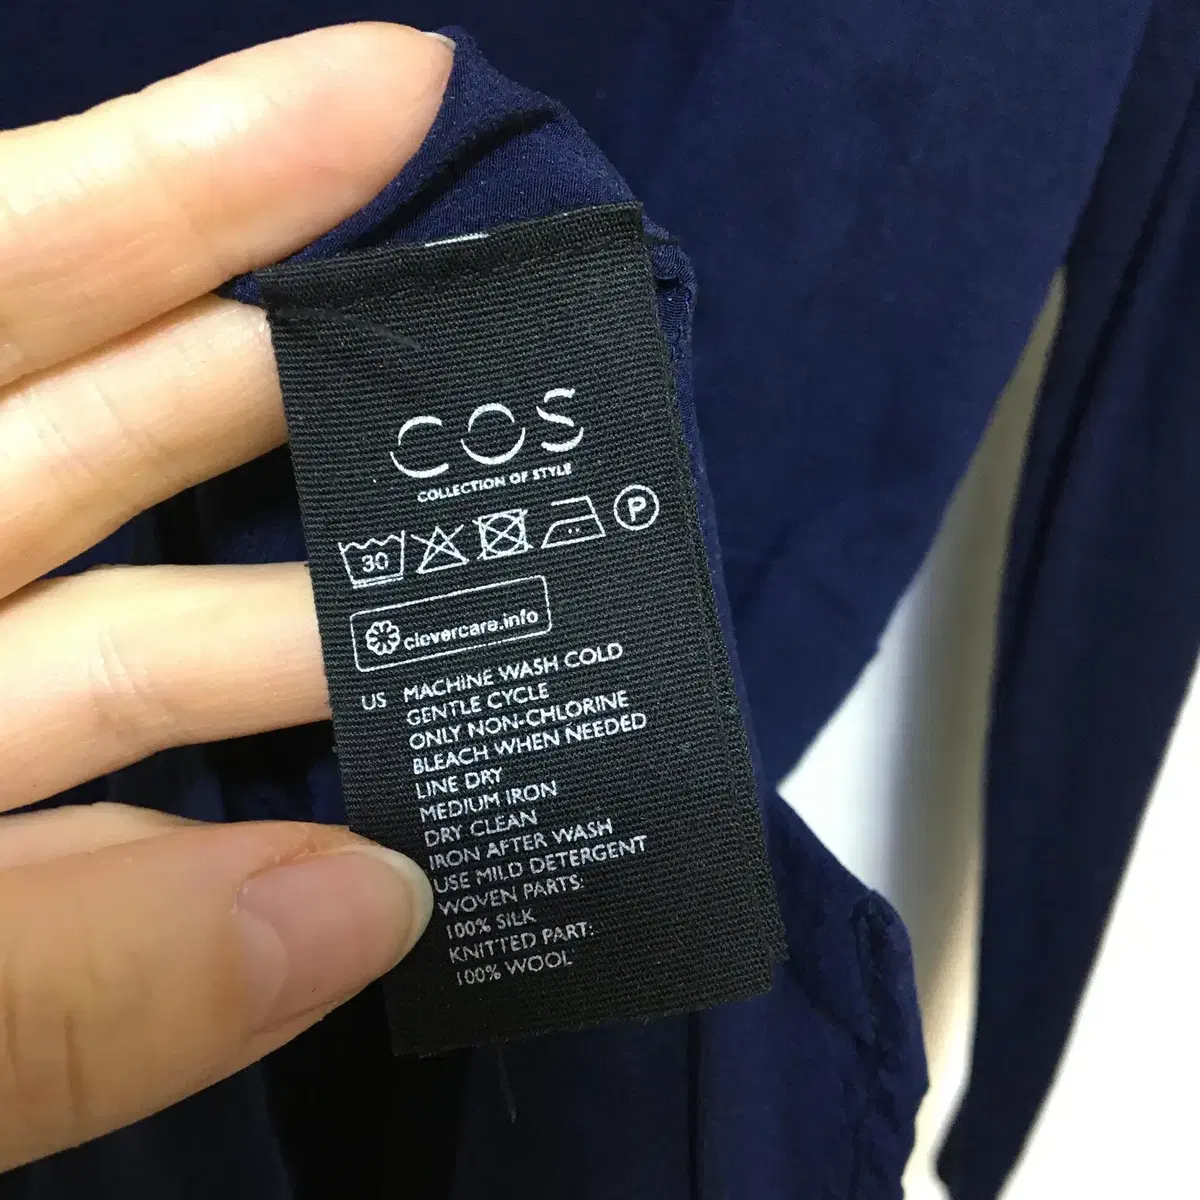 COS
COLLECTION OF STYLE
30 P
clevercare.info
US MACHINE WASH COLD
GENTLE CYCLE
ONLY NON-CHLORINE
BLEACH WHEN NEEDED
LINE DRY
MEDIUM IRON
DRY CLEAN
IRON AFTER WASH
USE MILD DETERGENT
WOVEN PARTS:
100% SILK
KNITTED PART:
100% WOOL